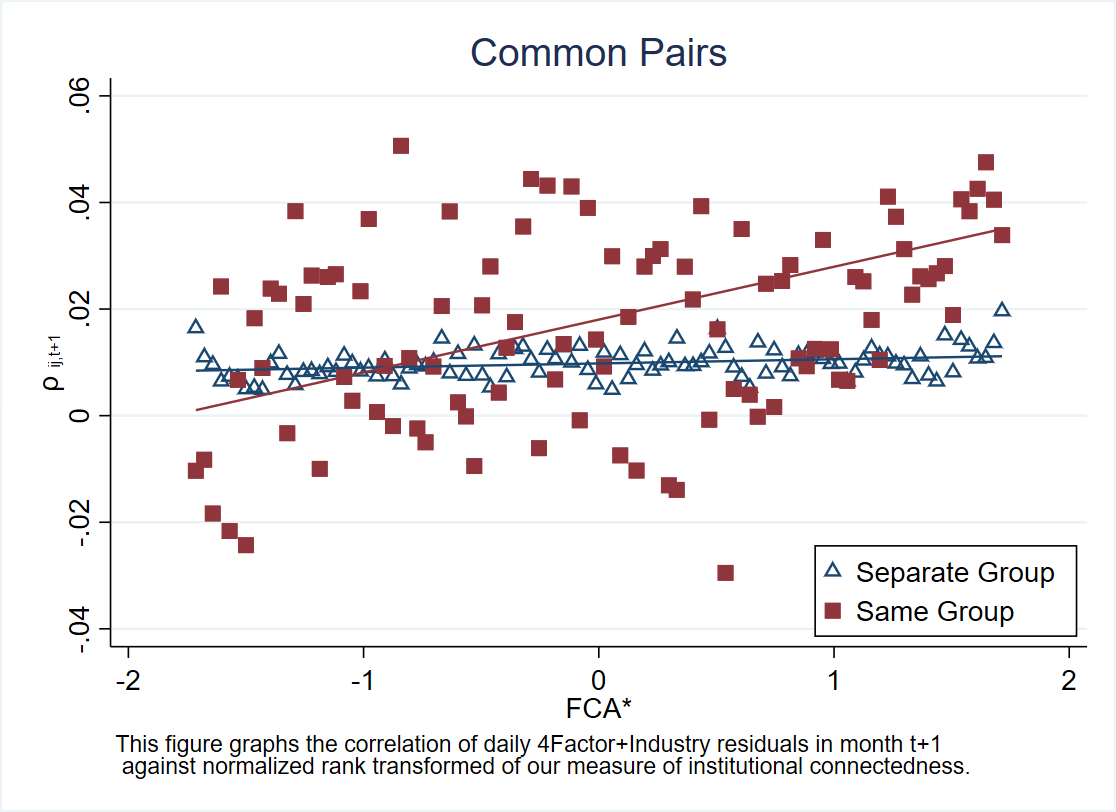 Common Pairs
.06
.04
.02
0
-.02
-.04
ρ ij,t+1
Separate Group
Same Group
-2 -1 0 1 2
FCA*
This figure graphs the correlation of daily 4Factor+Industry residuals in month t+1
against normalized rank transformed of our measure of institutional connectedness.